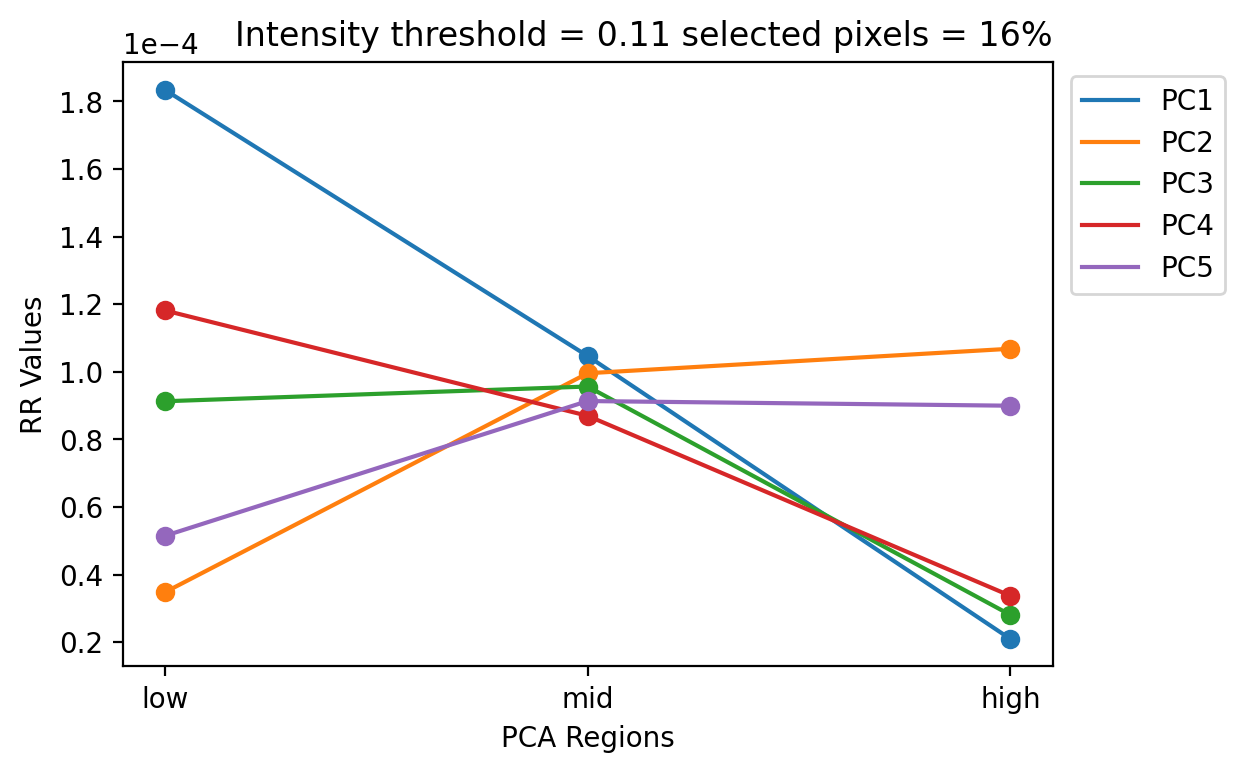 Intensity threshold = 0.11 selected pixels = 16%
1e−4
1.8
1.6
1.4
1.2
1.0
0.8
0.6
0.4
0.2
RR Values
low
mid
high
PCA Regions
PC1
PC2
PC3
PC4
PC5